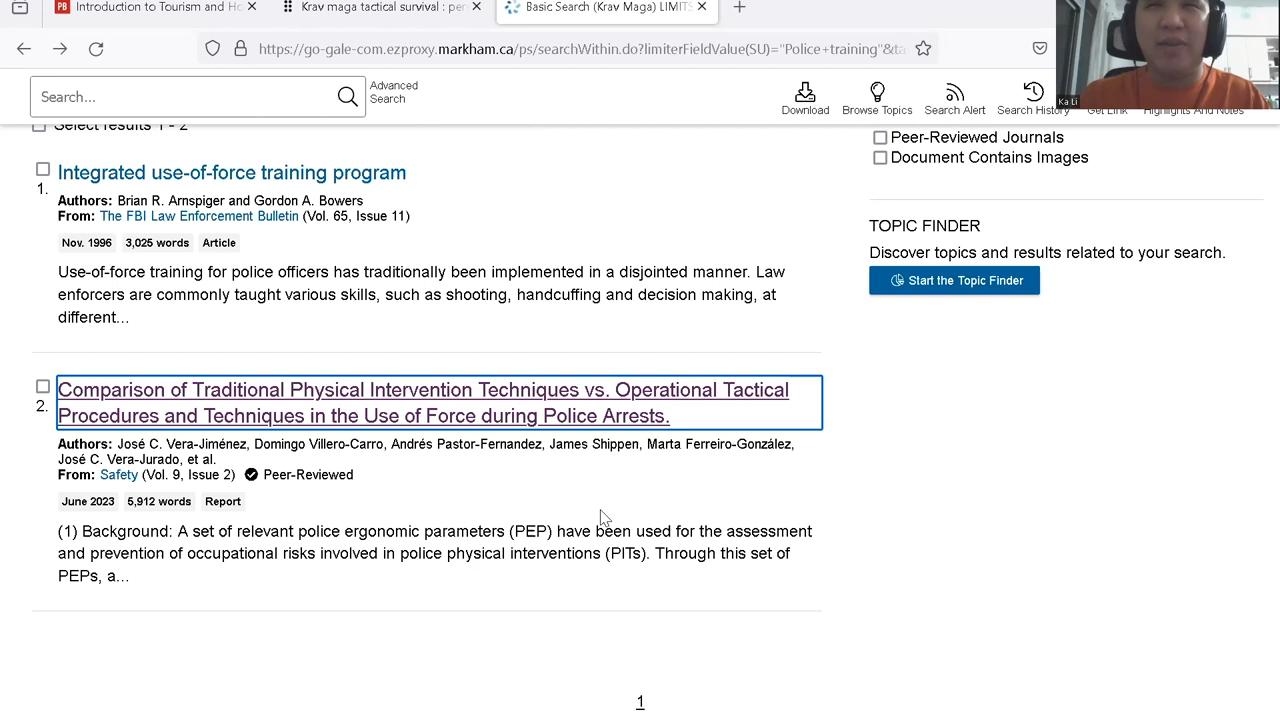 PB Introduction to Tourism and Ho
Krav maga tactical survival : per
Basic Search (Krav Maga) LIMITS
https://go-gale-com.ezproxy.markham.ca/ps/searchWithin.do?limiterFieldValue(SU)="Police+training"&ta
Search...
Advanced
Search
Download
Browse Topics
Search Alert
Search History
Get Link
Highlights And Notes
Ka Li
Select results 1 - 2
Peer-Reviewed Journals
Document Contains Images
1.
Integrated use-of-force training program
Authors: Brian R. Arnspiger and Gordon A. Bowers
From: The FBI Law Enforcement Bulletin (Vol. 65, Issue 11)
Nov. 1996 3,025 words Article
Use-of-force training for police officers has traditionally been implemented in a disjointed manner. Law
enforcers are commonly taught various skills, such as shooting, handcuffing and decision making, at
different...
TOPIC FINDER
Discover topics and results related to your search.
Start the Topic Finder
2.
Comparison of Traditional Physical Intervention Techniques vs. Operational Tactical
Procedures and Techniques in the Use of Force during Police Arrests.
Authors: José C. Vera-Jiménez, Domingo Villero-Carro, Andrés Pastor-Fernandez, James Shippen, Marta Ferreiro-González,
José C. Vera-Jurado, et al.
From: Safety (Vol. 9, Issue 2) Peer-Reviewed
June 2023 5,912 words Report
(1) Background: A set of relevant police ergonomic parameters (PEP) have been used for the assessment
and prevention of occupational risks involved in police physical interventions (PITs). Through this set of
PEPs, a...
1